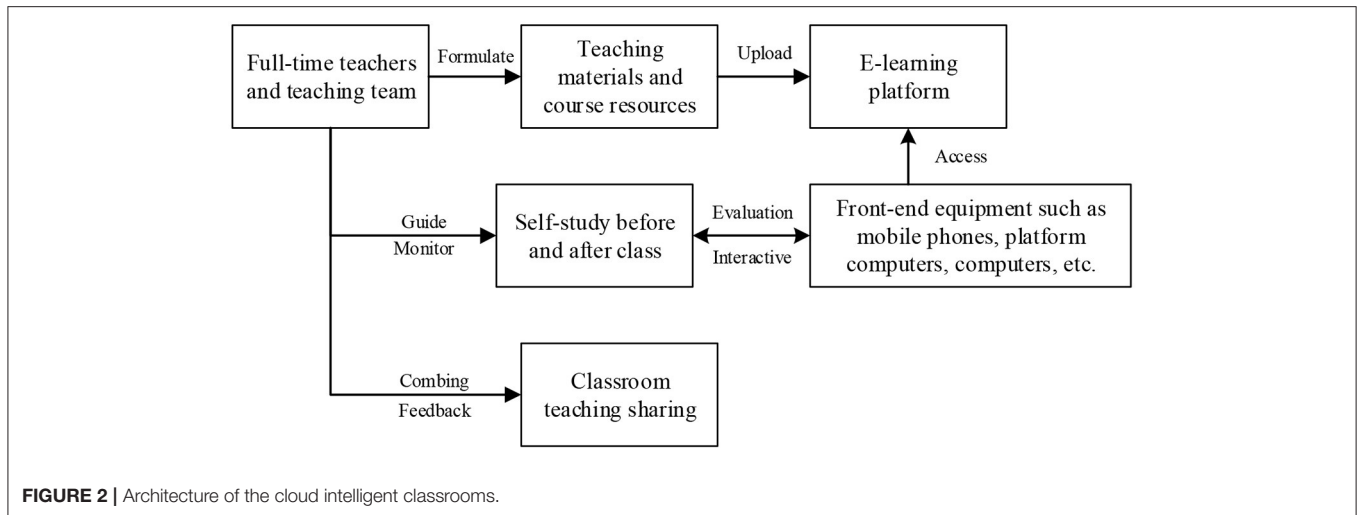 Full-time teachers
and teaching team
Formulate
Teaching
materials and
course resources
Upload
E-learning
platform
Access
Guide
Monitor
Self-study before
and after class
Evaluation
Interactive
Front-end equipment such as
mobile phones, platform
computers, computers, etc.
Combing
Feedback
Classroom
teaching sharing
FIGURE 2 | Architecture of the cloud intelligent classrooms.